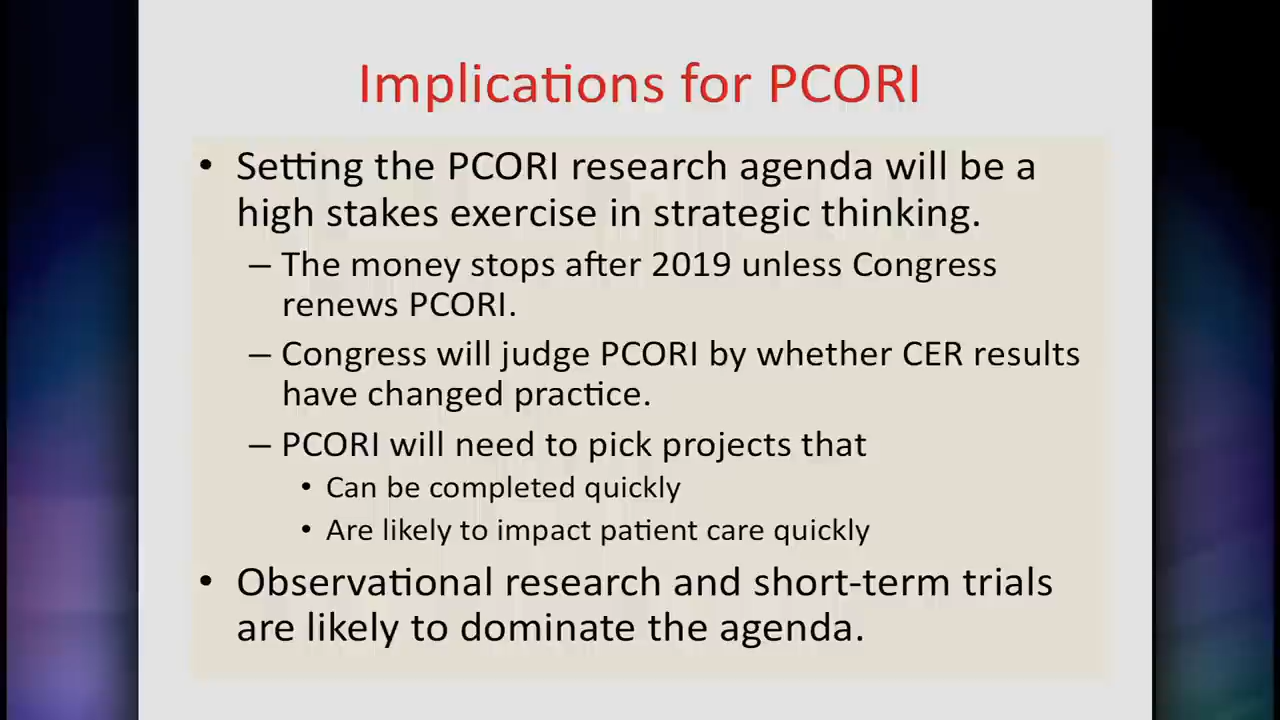 Implications for PCORI
• Setting the PCORI research agenda will be a
high stakes exercise in strategic thinking.
– The money stops after 2019 unless Congress
renews PCORI.
– Congress will judge PCORI by whether CER results
have changed practice.
– PCORI will need to pick projects that
• Can be completed quickly
• Are likely to impact patient care quickly
• Observational research and short-term trials
are likely to dominate the agenda.